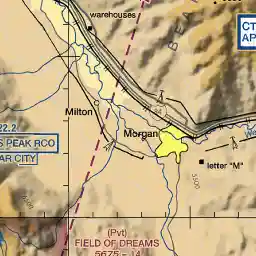 warehouses
CT
AP
Milton
Morgan
22.2
S PEAK RCO
AR CITY
letter "M"
5500
(Pvt)
FIELD OF DREAMS
5675 - 14